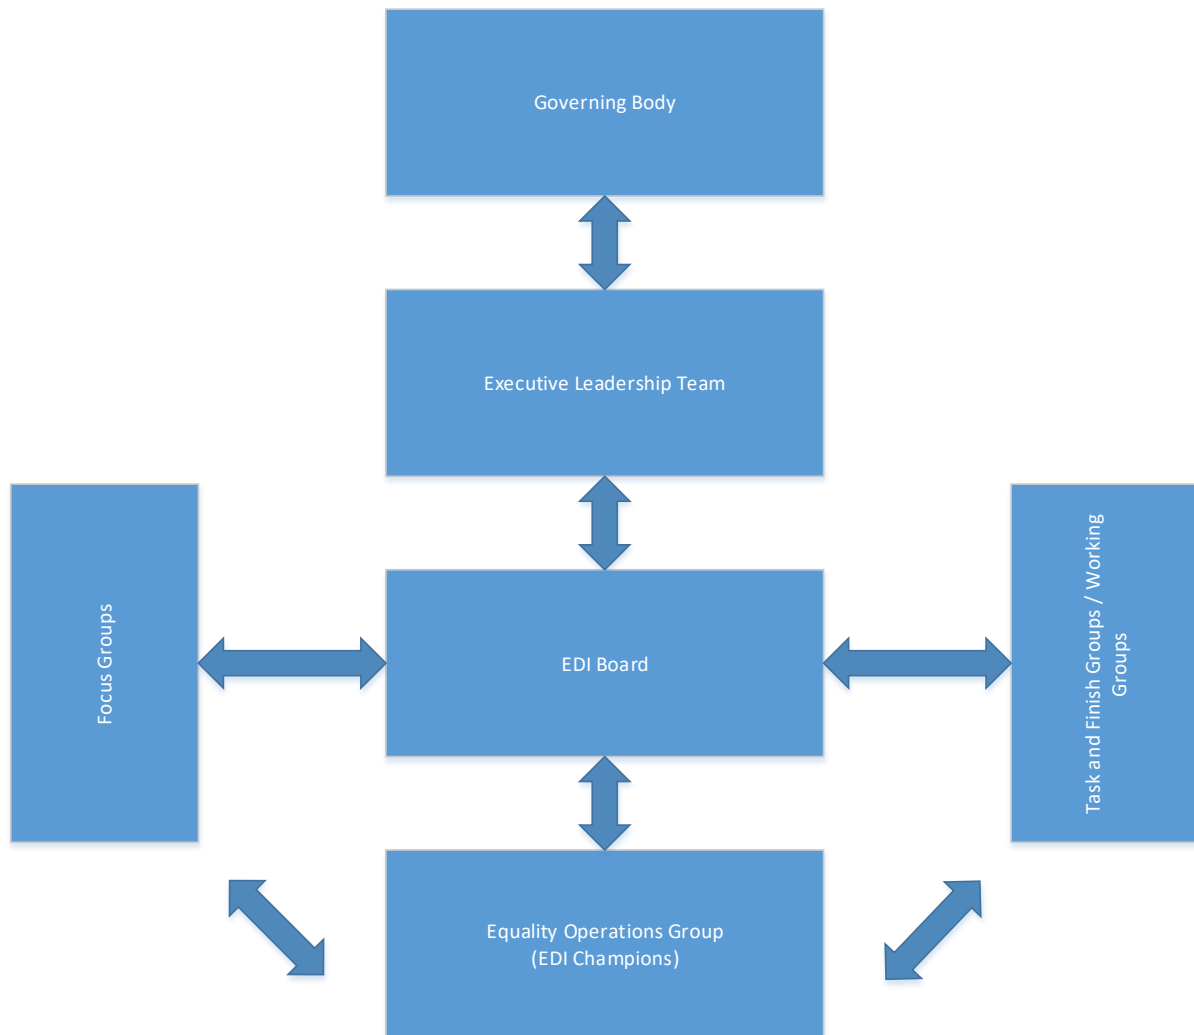 Governing Body
Executive Leadership Team
Focus Groups
EDI Board
Task and Finish Groups / Working
Groups
Equality Operations Group
(EDI Champions)